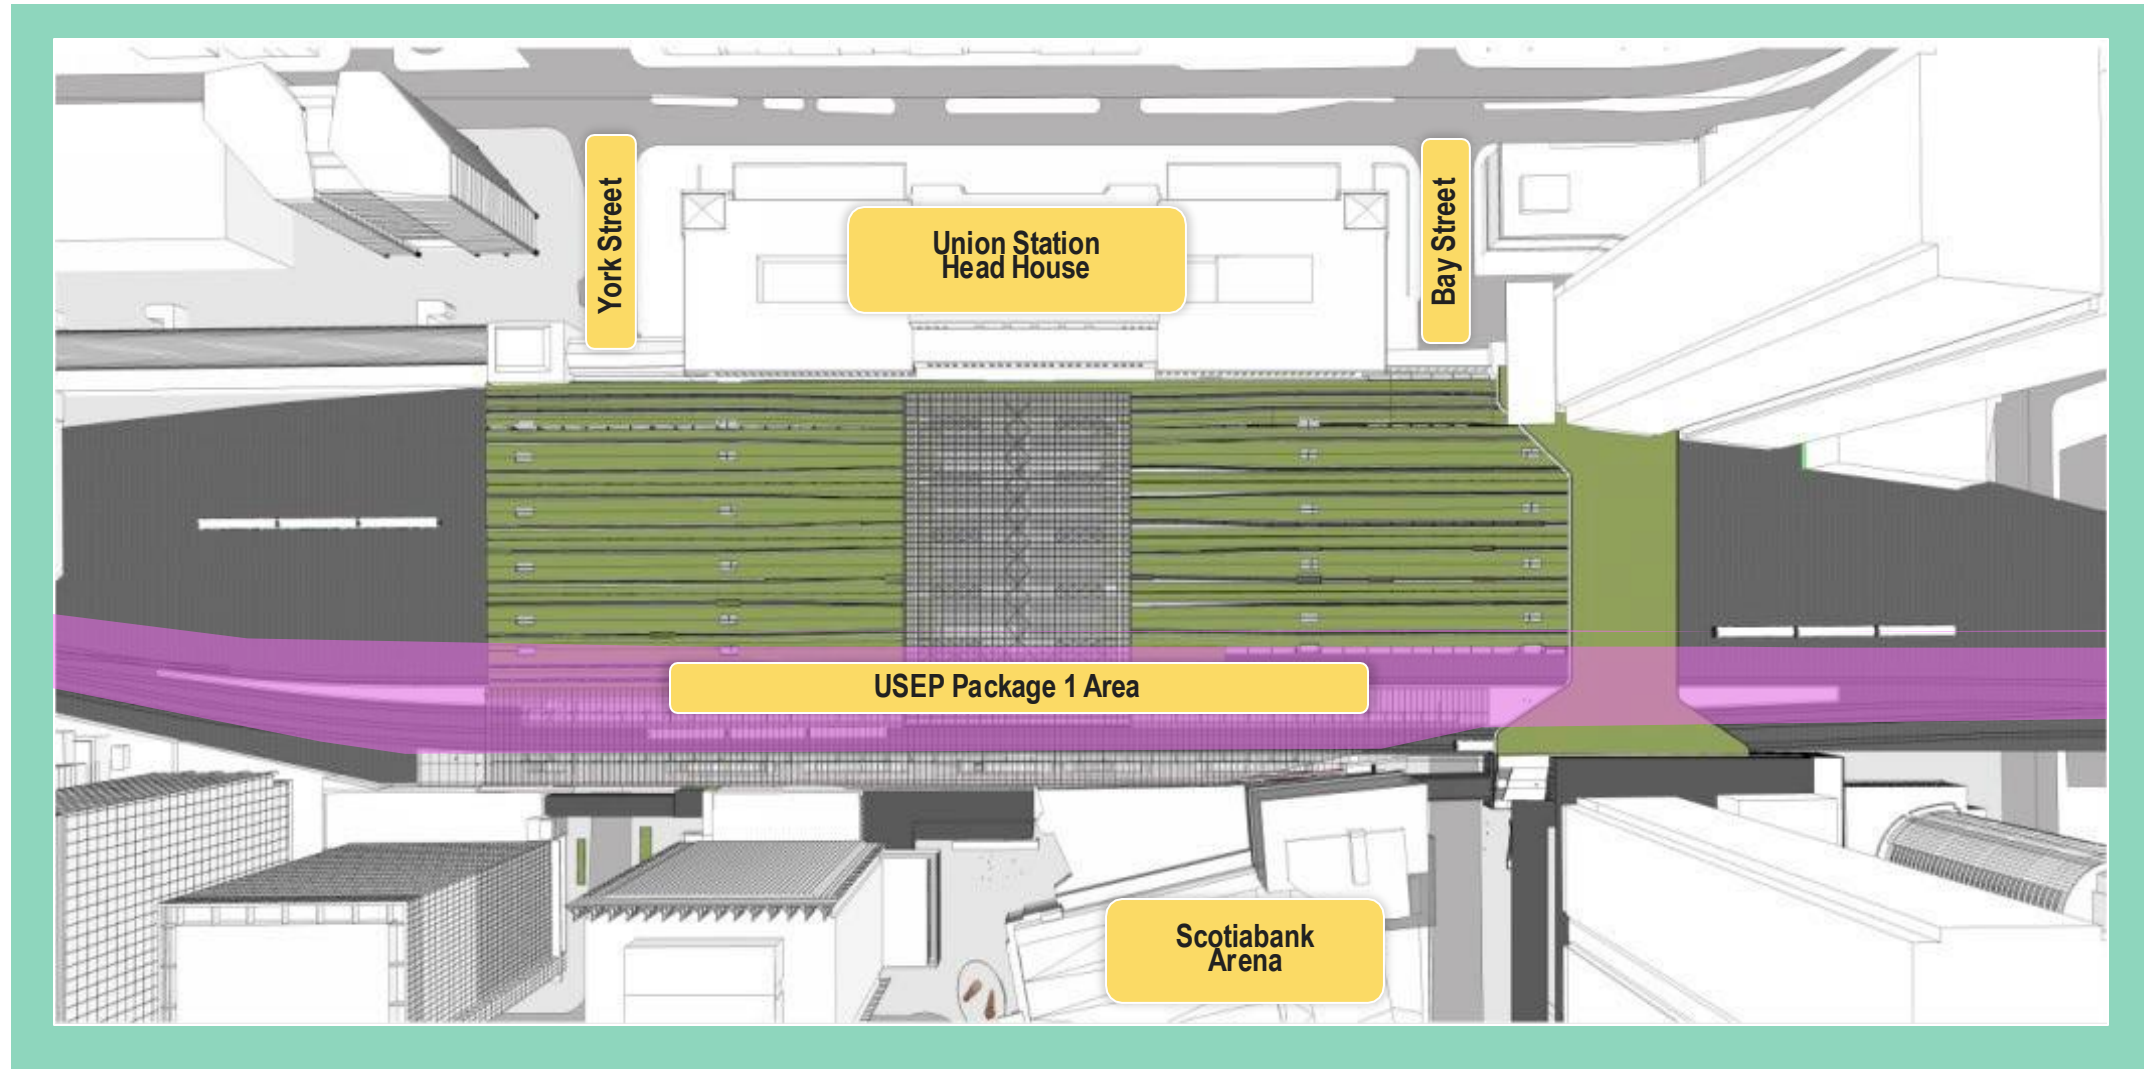 York Street
Bay Street
Union Station
Head House
USEP Package 1 Area
Scotiabank
Arena